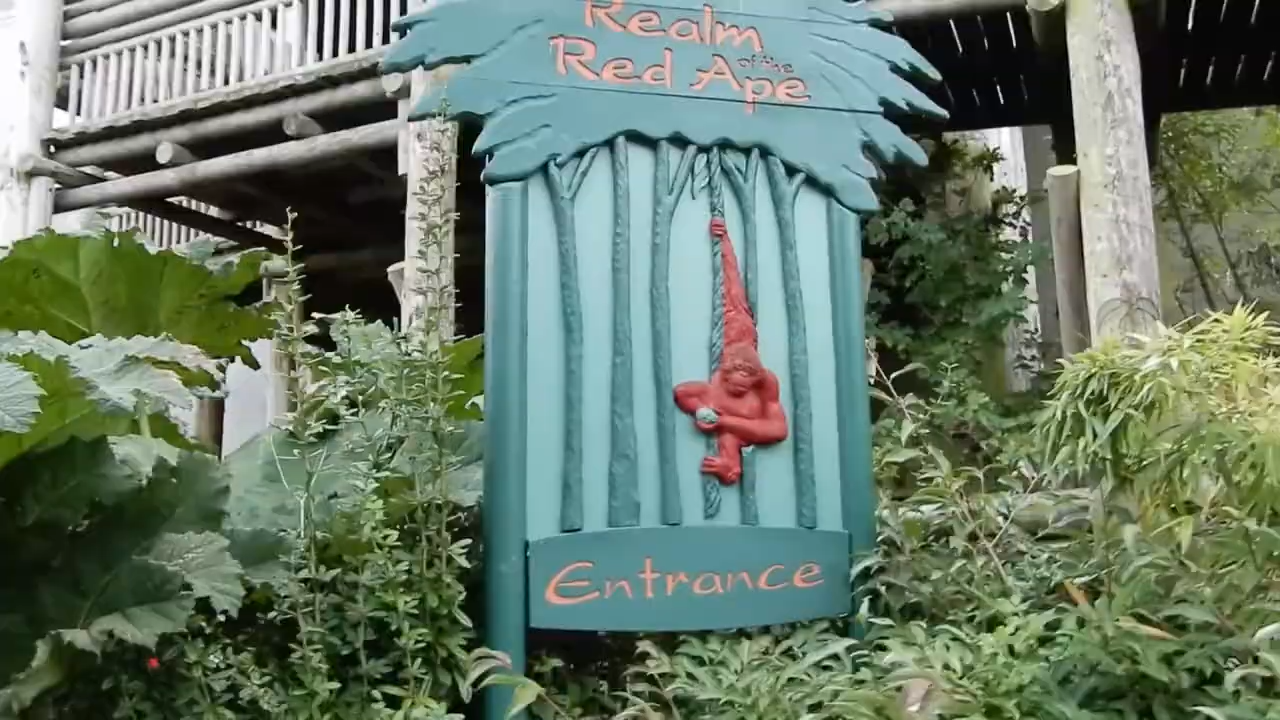 Realm
of the
Red Ape
Entrance